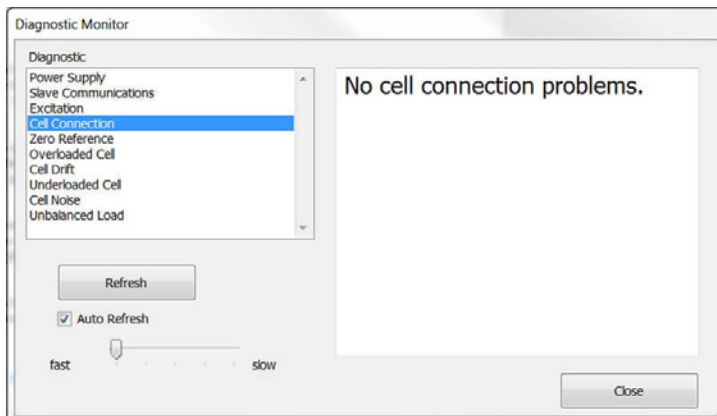 Diagnostic Monitor
Diagnostic
Power Supply
Slave Communications
Excitation
Cell Connection
Zero Reference
Overloaded Cell
Cell Drift
Underloaded Cell
Cell Noise
Unbalanced Load
No cell connection problems.
Refresh
Auto Refresh
fast
slow
Close